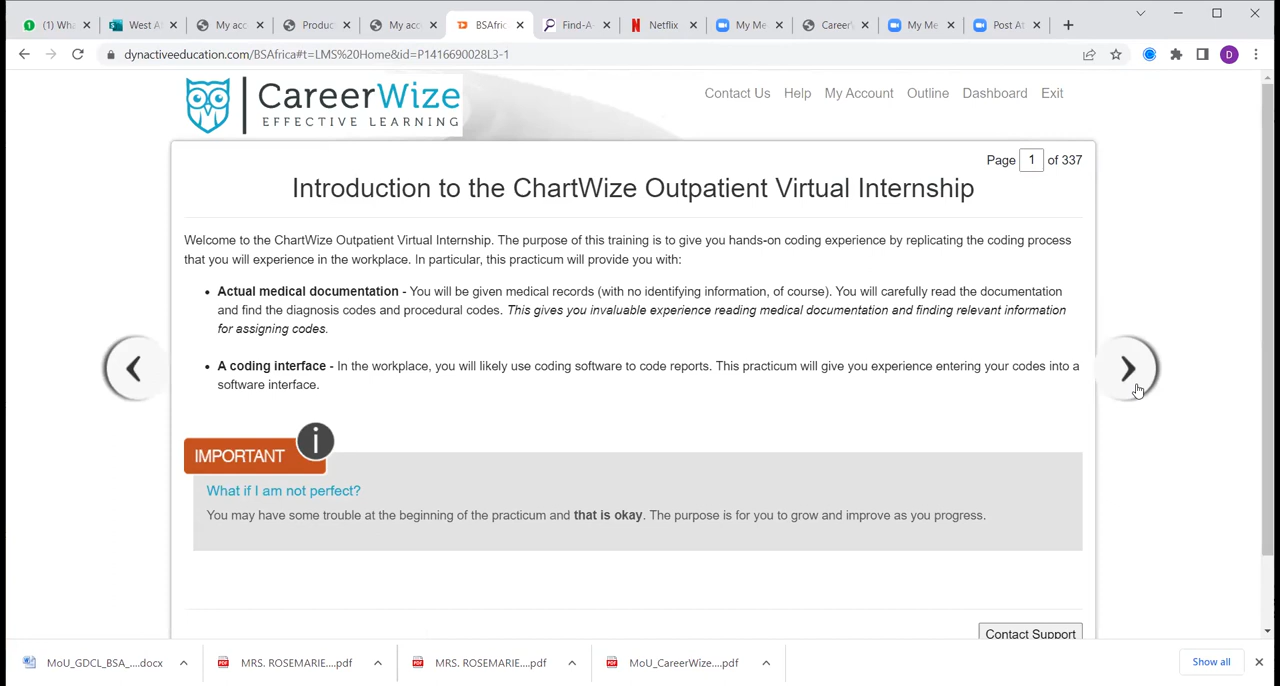 (1) Wha
West A
My acc
Produc
My acc
BSAfric
Find-A-
Netflix
My Me
Career
My Me
Post At
dynactiveeducation.com/BSAfrica#t=LMS%20Home&id=P1416690028L3-1
D
CareerWize
EFFECTIVE LEARNING
Contact Us Help My Account Outline Dashboard Exit
Page 1 of 337
Introduction to the ChartWize Outpatient Virtual Internship
Welcome to the ChartWize Outpatient Virtual Internship. The purpose of this training is to give you hands-on coding experience by replicating the coding process
that you will experience in the workplace. In particular, this practicum will provide you with:
• Actual medical documentation - You will be given medical records (with no identifying information, of course). You will carefully read the documentation
and find the diagnosis codes and procedural codes. This gives you invaluable experience reading medical documentation and finding relevant information
for assigning codes.
• A coding interface - In the workplace, you will likely use coding software to code reports. This practicum will give you experience entering your codes into a
software interface.
IMPORTANT i
What if I am not perfect?
You may have some trouble at the beginning of the practicum and that is okay. The purpose is for you to grow and improve as you progress.
Contact Support
MoU_GDCL_BSA_....docx
MRS. ROSEMARIE....pdf
MRS. ROSEMARIE....pdf
MoU_CareerWize....pdf
Show all